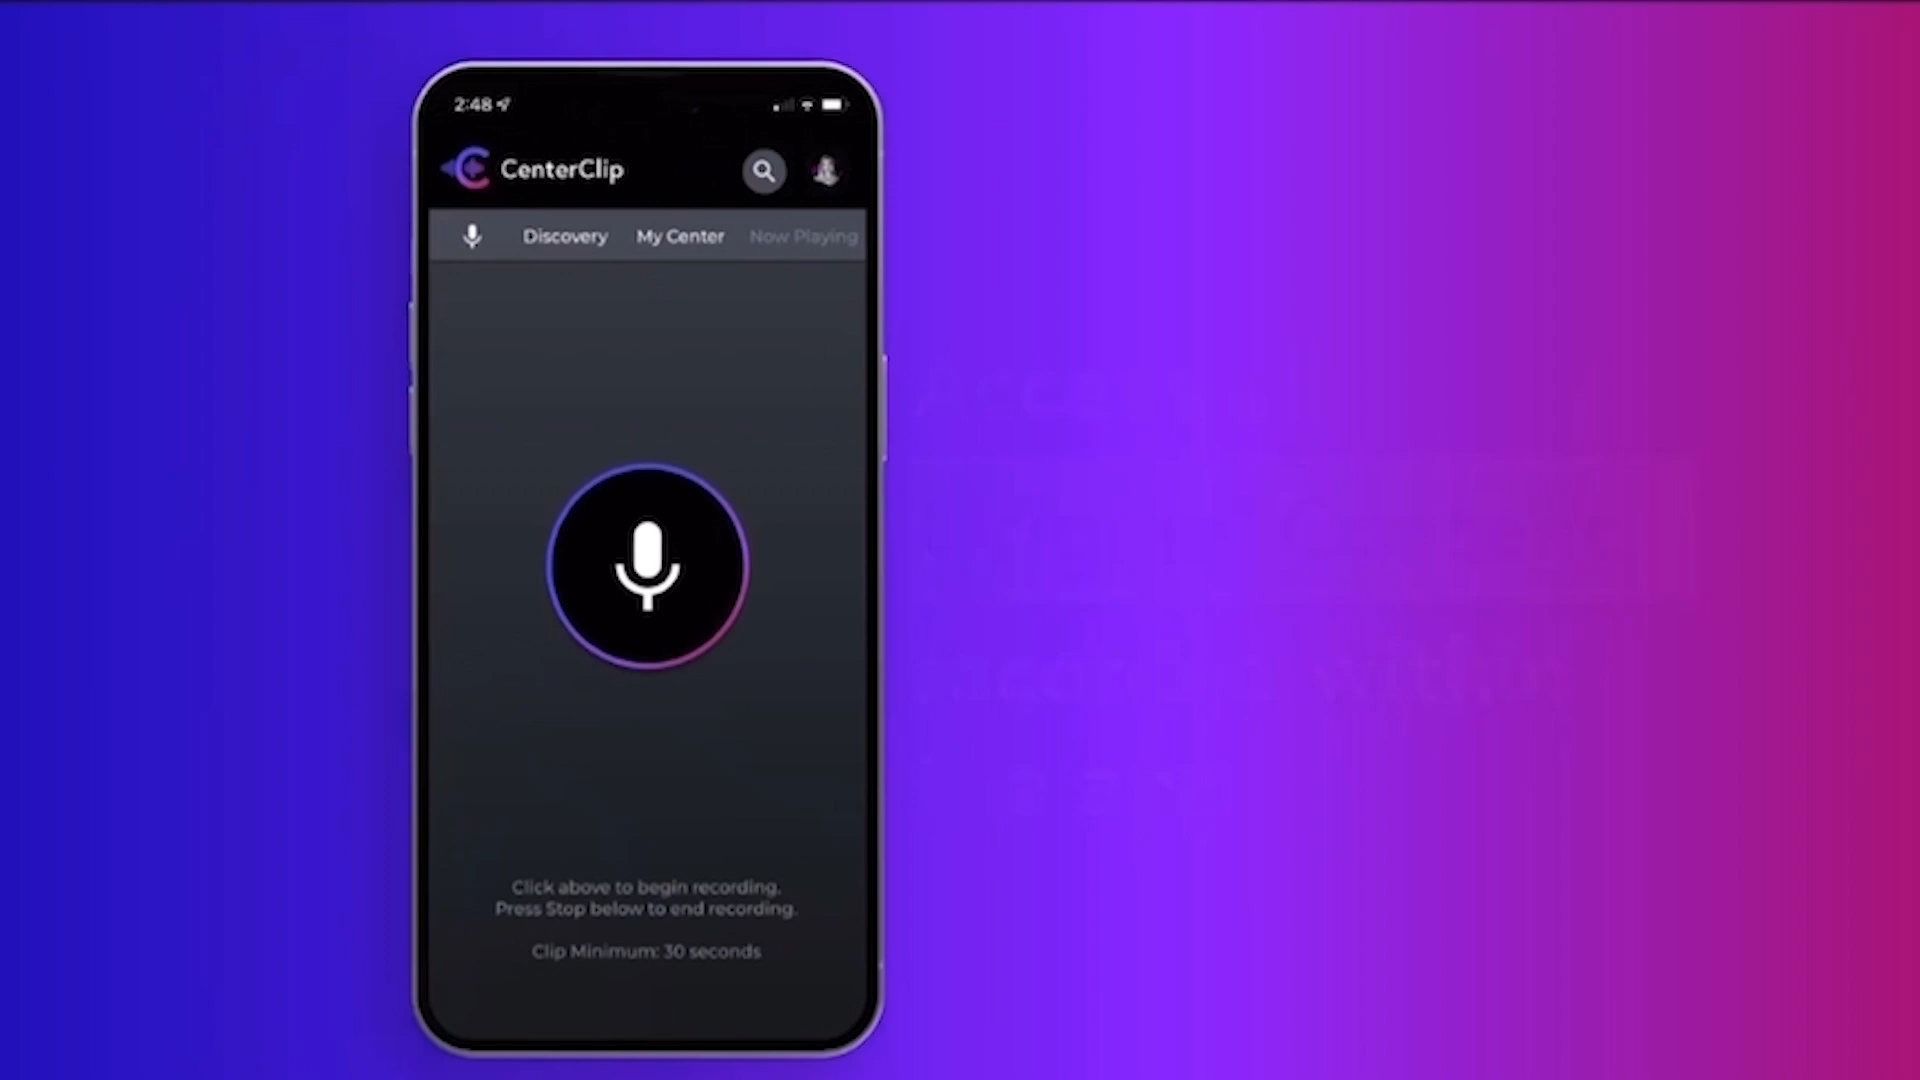 2:48
CenterClip
Discovery My Center Now Playing
Click above to begin recording.
Press Stop below to end recording.
Clip Minimum: 30 seconds
within